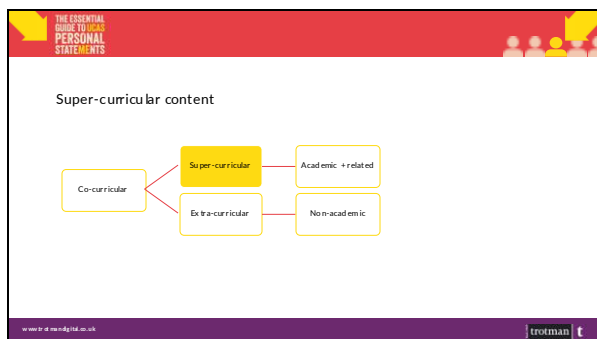 THE ESSENTIAL
GUIDE TO UCAS
PERSONAL
STATEMENTS
Super-curricular content
Super-curricular
Academic + related
Co-curricular
Extra-curricular
Non-academic
www.trotmandigital.co.uk
trotman t